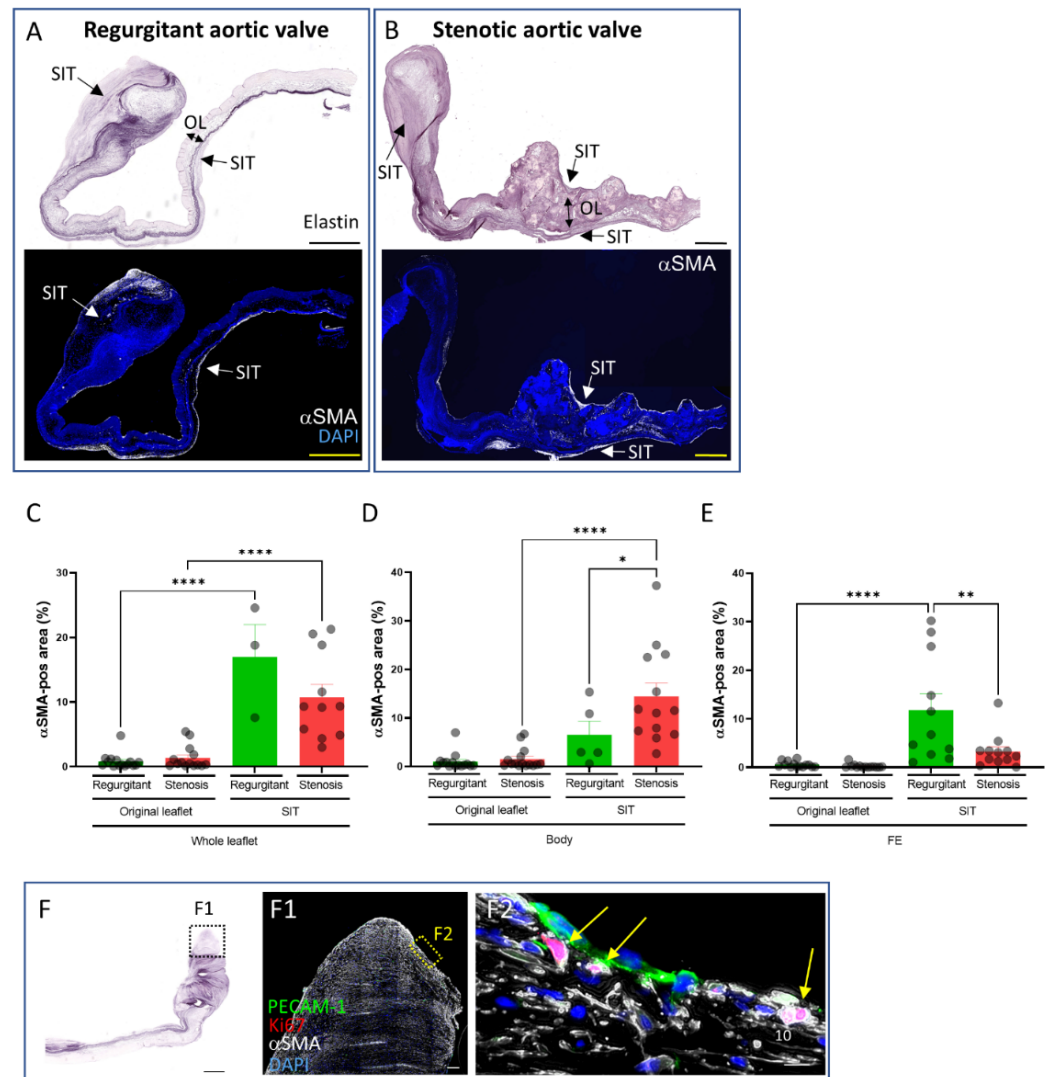 A Regurgitant aortic valve
SIT
OL
SIT
Elastin
SIT
SIT
αSMA
DAPI
B Stenotic aortic valve
SIT
SIT
OL
SIT
αSMA
SIT
SIT
C
αSMA-pos area (%)
30
20
10
0
****
****
Regurgitant Stenosis Regurgitant Stenosis
Original leaflet SIT
Whole leaflet
D
αSMA-pos area (%)
40
30
20
10
0
****
*
Regurgitant Stenosis Regurgitant Stenosis
Original leaflet SIT
Body
E
αSMA-pos area (%)
40
30
20
10
0
**** **
Regurgitant Stenosis Regurgitant Stenosis
Original leaflet SIT
FE
F
F1
F1
F2
PECAM-1
Ki67
αSMA
DAPI
F2
10